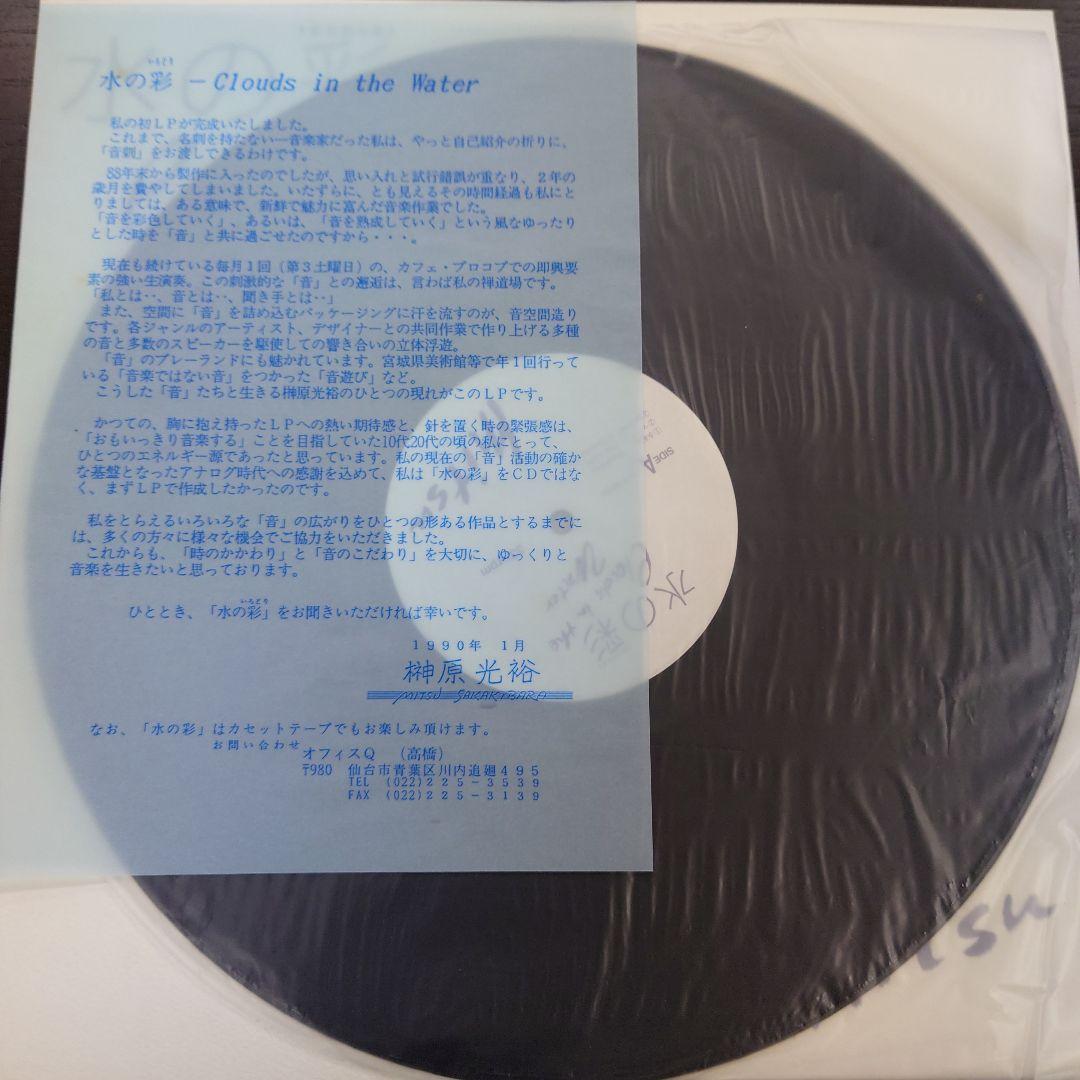 いろどり
水の彩 －Clouds in the Water
私の初ＬＰが完成いたしました。
これまで、名刺を持たない一音楽家だった私は、やっと自己紹介の折りに、
「音刺」をお渡しできるわけです。
88年末から製作に入ったのでしたが、思い入れと試行錯誤が重なり、２年の
歳月を費やしてしまいました。いたずらに、とも見えるその時間経過も私にと
りましては、ある意味で、新鮮で魅力に富んだ音楽作業でした。
「音を彩色していく」、あるいは、「音を熟成していく」という風なゆったり
とした時を「音」と共に過ごせたのですから・・・。
現在も続けている毎月１回（第３土曜日）の、カフェ・プロコブでの即興要
素の強い生演奏。この刺激的な「音」との邂逅は、言わば私の禅道場です。
「私とは‥、音とは‥、聞き手とは‥」
また、空間に「音」を詰め込むパッケージングに汗を流すのが、音空間造り
です。各ジャンルのアーティスト、デザイナーとの共同作業で作り上げる多種
の音と多数のスピーカーを駆使しての響き合いの立体浮遊。
「音」のプレーランドにも魅かれています。宮城県美術館等で年１回行って
いる「音楽ではない音」をつかった「音遊び」など。
こうした「音」たちと生きる榊原光裕のひとつの現れがこのＬＰです。
かつての、胸に抱え持ったＬＰへの熱い期待感と、針を置く時の緊張感は、
「おもいっきり音楽する」ことを目指していた10代20代の頃の私にとって、
ひとつのエネルギー源であったと思っています。私の現在の「音」活動の確か
な基盤となったアナログ時代への感謝を込めて、私は「水の彩」をＣＤではな
く、まずＬＰで作成したかったのです。
私をとらえるいろいろな「音」の広がりをひとつの形ある作品とするまでに
は、多くの方々に様々な機会でご協力をいただきました。
これからも、「時のかかわり」と「音のこだわり」を大切に、ゆっくりと
音楽を生きたいと思っております。
いろどり
ひととき、「水の彩」をお聞きいただければ幸いです。
１９９０年 １月
榊原光裕
MITSU SAKAKIBARA
なお、「水の彩」はカセットテープでもお楽しみ頂けます。
お問い合わせ
オフィスＱ （高橋）
〒980 仙台市青葉区川内追廻４９５
TEL (022)２２５－３５３９
FAX (022)２２５－３１３９
SIDE A
水の彩
Clouds in the Water